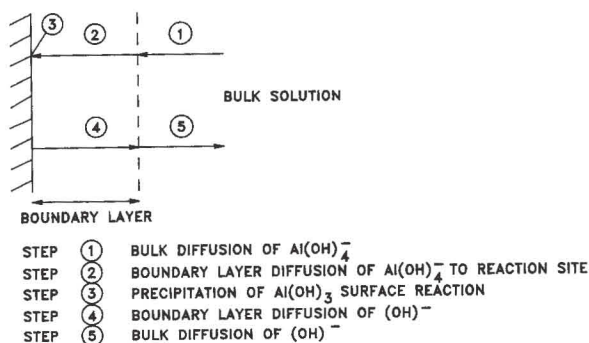 ③
② ①
BULK SOLUTION
④ ⑤
BOUNDARY LAYER
STEP ① BULK DIFFUSION OF Al(OH)₄⁻
STEP ② BOUNDARY LAYER DIFFUSION OF Al(OH)₄⁻ TO REACTION SITE
STEP ③ PRECIPITATION OF Al(OH)₃ SURFACE REACTION
STEP ④ BOUNDARY LAYER DIFFUSION OF (OH)⁻
STEP ⑤ BULK DIFFUSION OF (OH)⁻